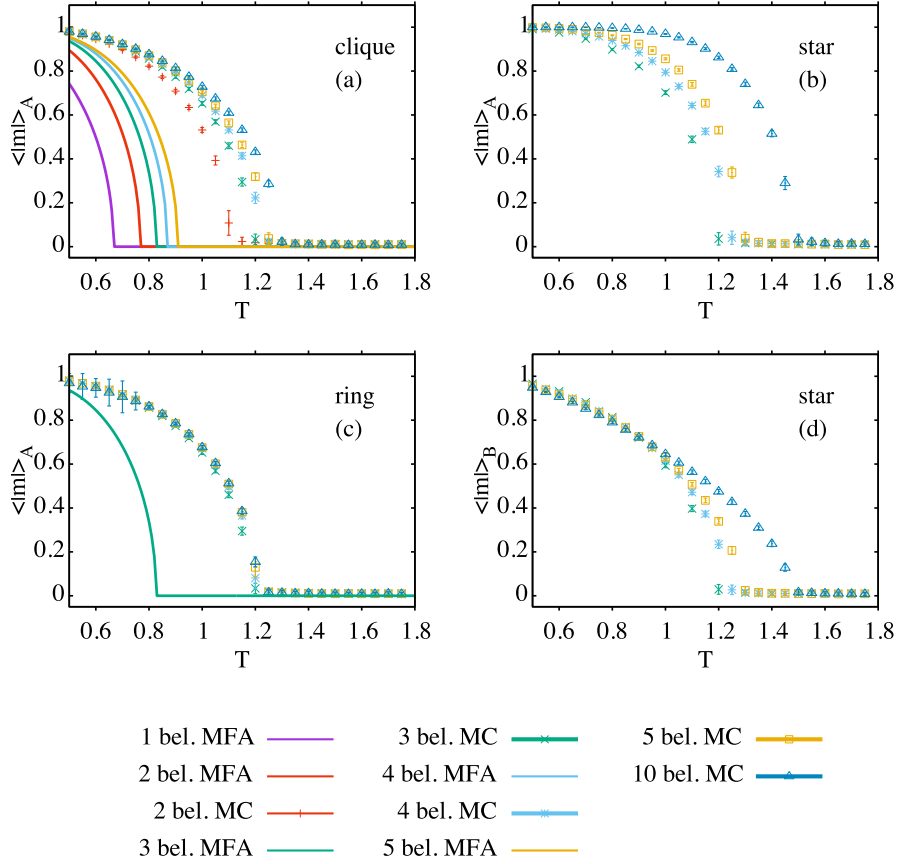 1
0.8
0.6
0.4
0.2
0
<|m|>A
clique
(a)
0.6 0.8 1 1.2 1.4 1.6 1.8
T
1
0.8
0.6
0.4
0.2
0
<|m|>A
star
(b)
0.6 0.8 1 1.2 1.4 1.6 1.8
T
1
0.8
0.6
0.4
0.2
0
<|m|>A
ring
(c)
0.6 0.8 1 1.2 1.4 1.6 1.8
T
1
0.8
0.6
0.4
0.2
0
<|m|>B
star
(d)
0.6 0.8 1 1.2 1.4 1.6 1.8
T
1 bel. MFA
2 bel. MFA
2 bel. MC
3 bel. MFA
3 bel. MC
4 bel. MFA
4 bel. MC
5 bel. MFA
5 bel. MC
10 bel. MC